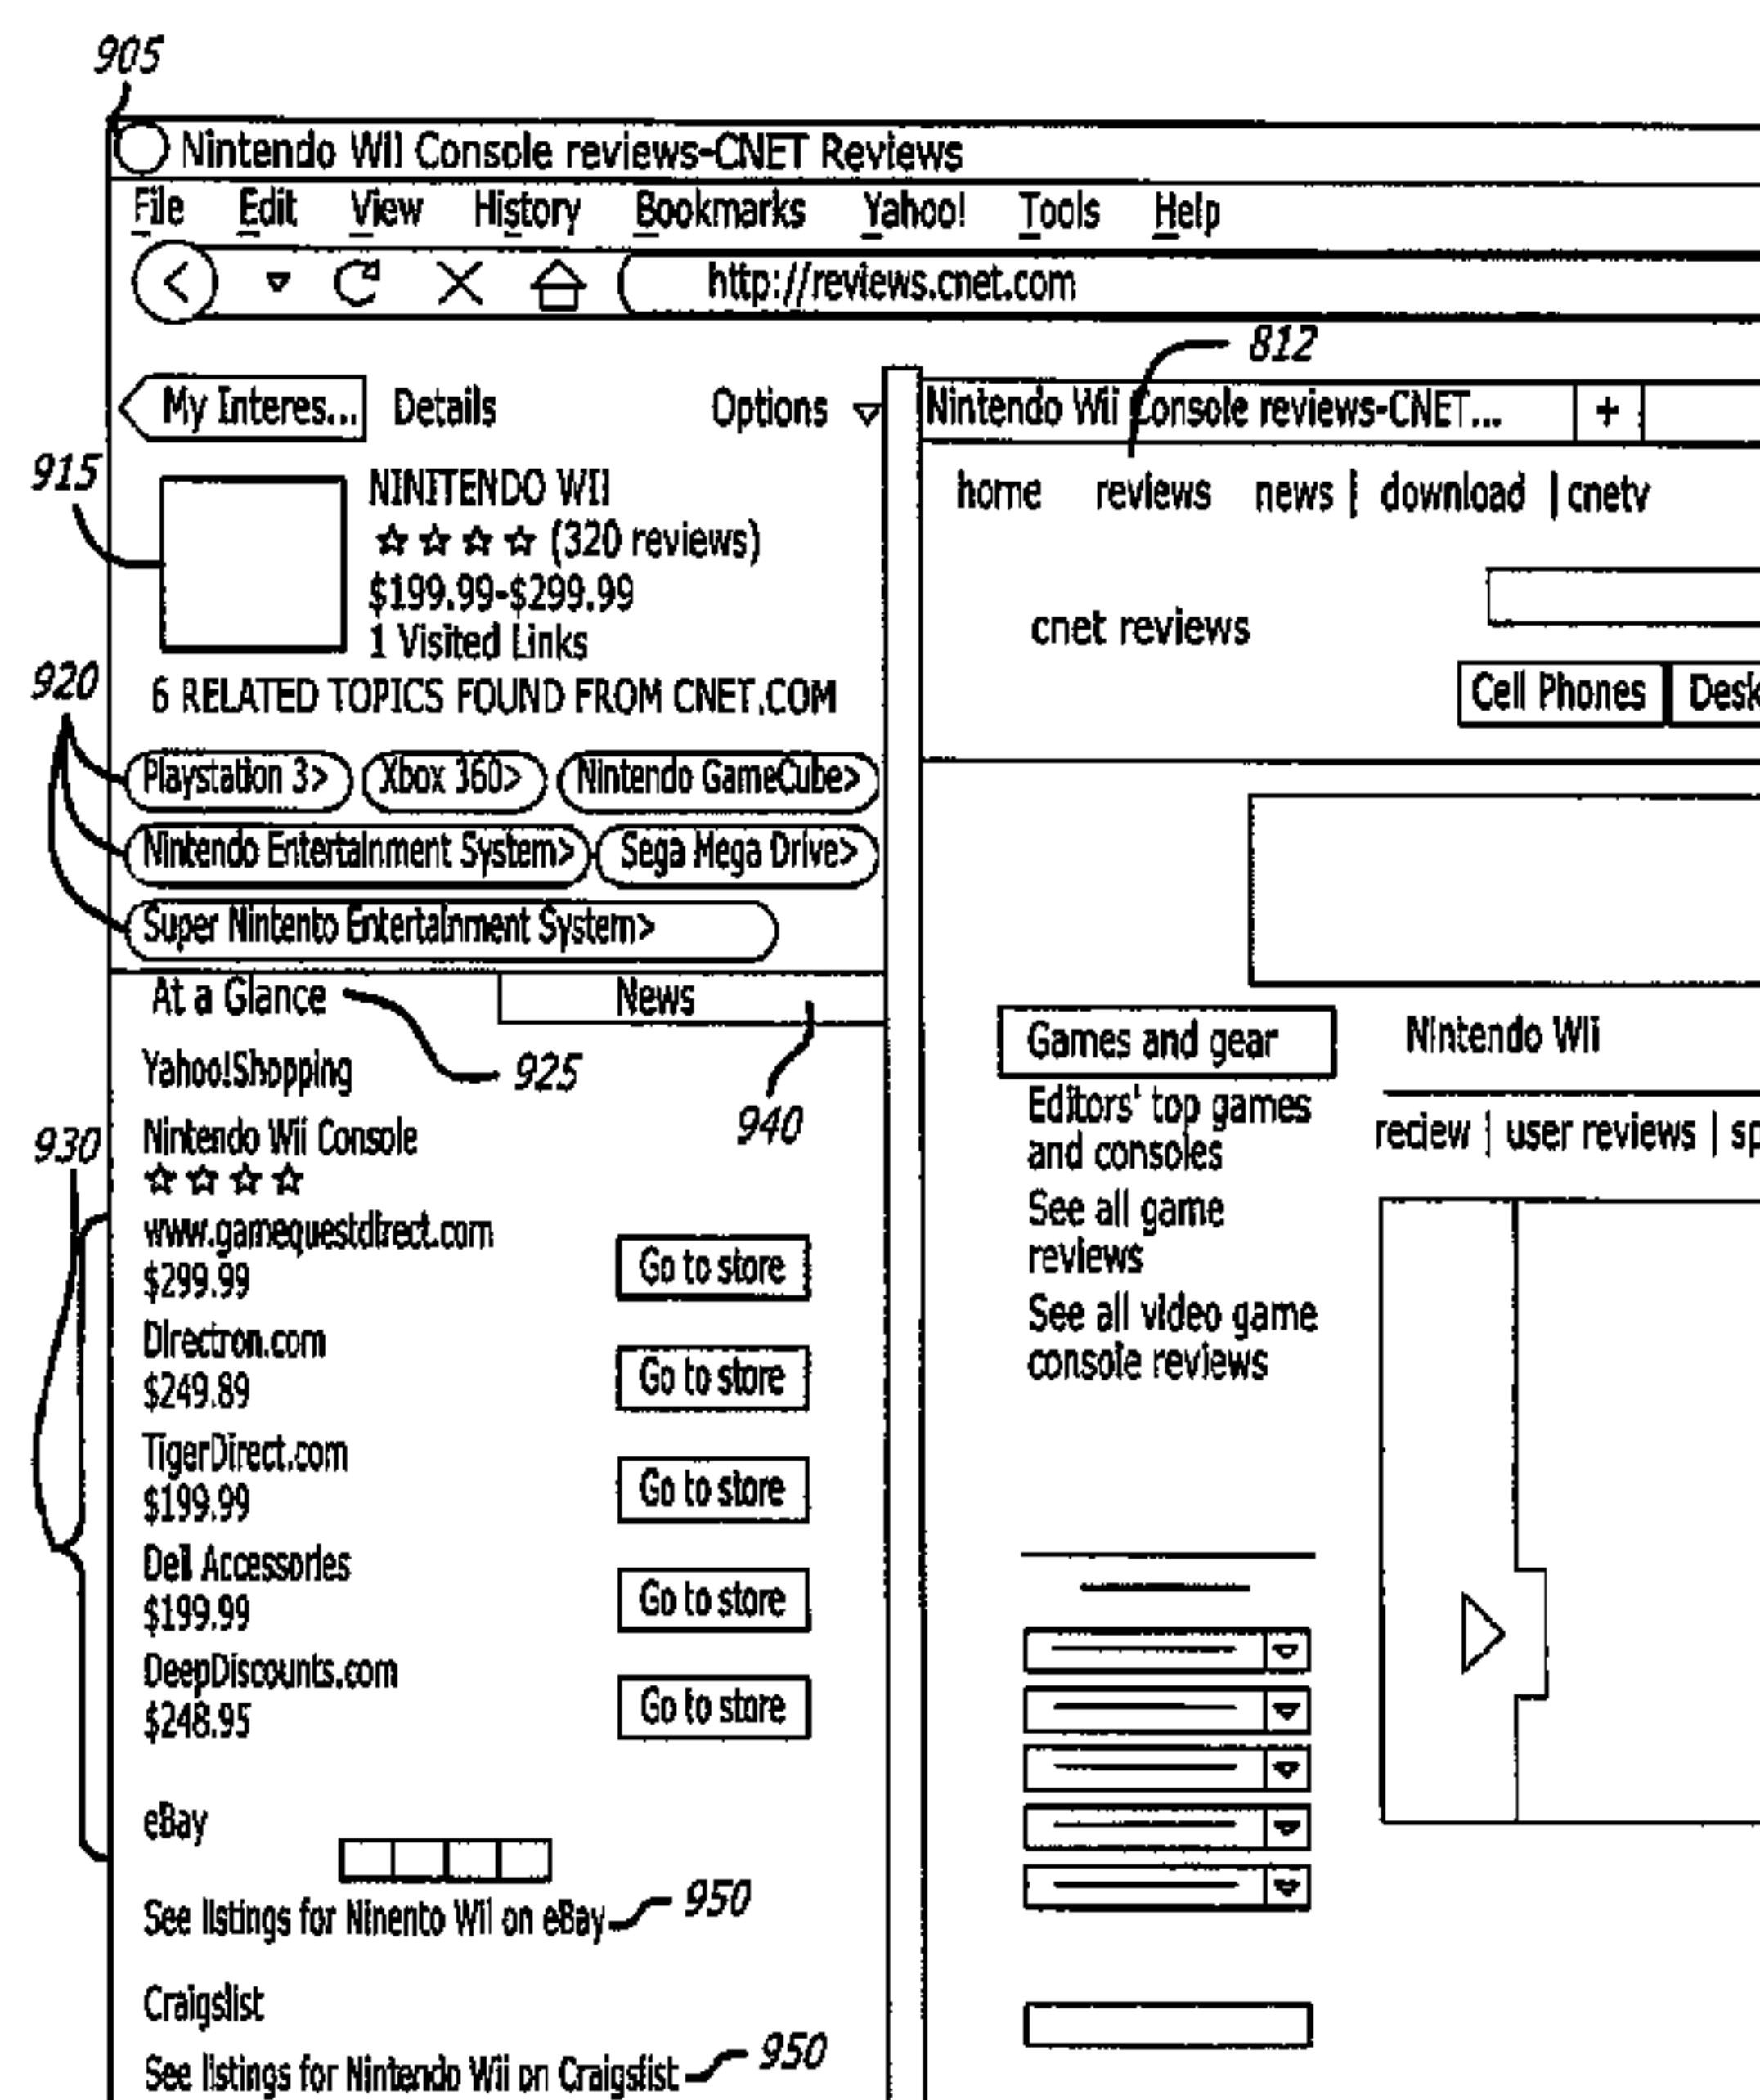 905
Nintendo WII Console reviews-CNET Reviews
File Edit View History Bookmarks Yahoo! Tools Help
http://reviews.cnet.com
812
My Interes... Details Options
Nintendo Wii Console reviews-CNET... +
home reviews news | download | cnetv
915
NINITENDO WII
☆ ☆ ☆ ☆ (320 reviews)
$199.99-$299.99
1 Visited Links
cnet reviews
Cell Phones Desk
920
6 RELATED TOPICS FOUND FROM CNET.COM
Playstation 3> Xbox 360> Nintendo GameCube>
Nintendo Entertainment System> Sega Mega Drive>
Super Nintento Entertainment System>
At a Glance News
925
940
Yahoo!Shopping
930
Nintendo Wii Console
☆ ☆ ☆ ☆
www.gamequestdirect.com
$299.99 Go to store
Directron.com
$249.89 Go to store
TigerDirect.com
$199.99 Go to store
Dell Accessories
$199.99 Go to store
DeepDiscounts.com
$248.95 Go to store
eBay
See listings for Ninento Wii on eBay 950
Craigslist
See listings for Nintendo Wii on Craigslist 950
Games and gear
Editors' top games
and consoles
See all game
reviews
See all video game
console reviews
Nintendo Wii
reciew | user reviews | sp